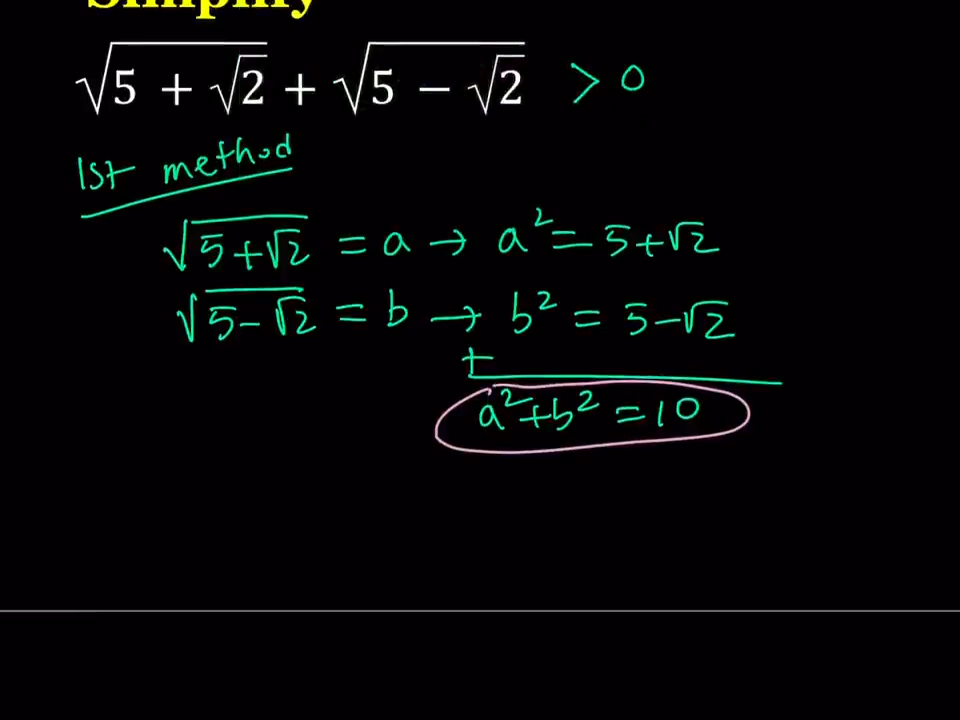 Simplify
√(5 + √2) + √(5 − √2) > 0
1st method
√(5+√2) = a → a² = 5+√2
√(5−√2) = b → b² = 5−√2
+
a²+b² = 10